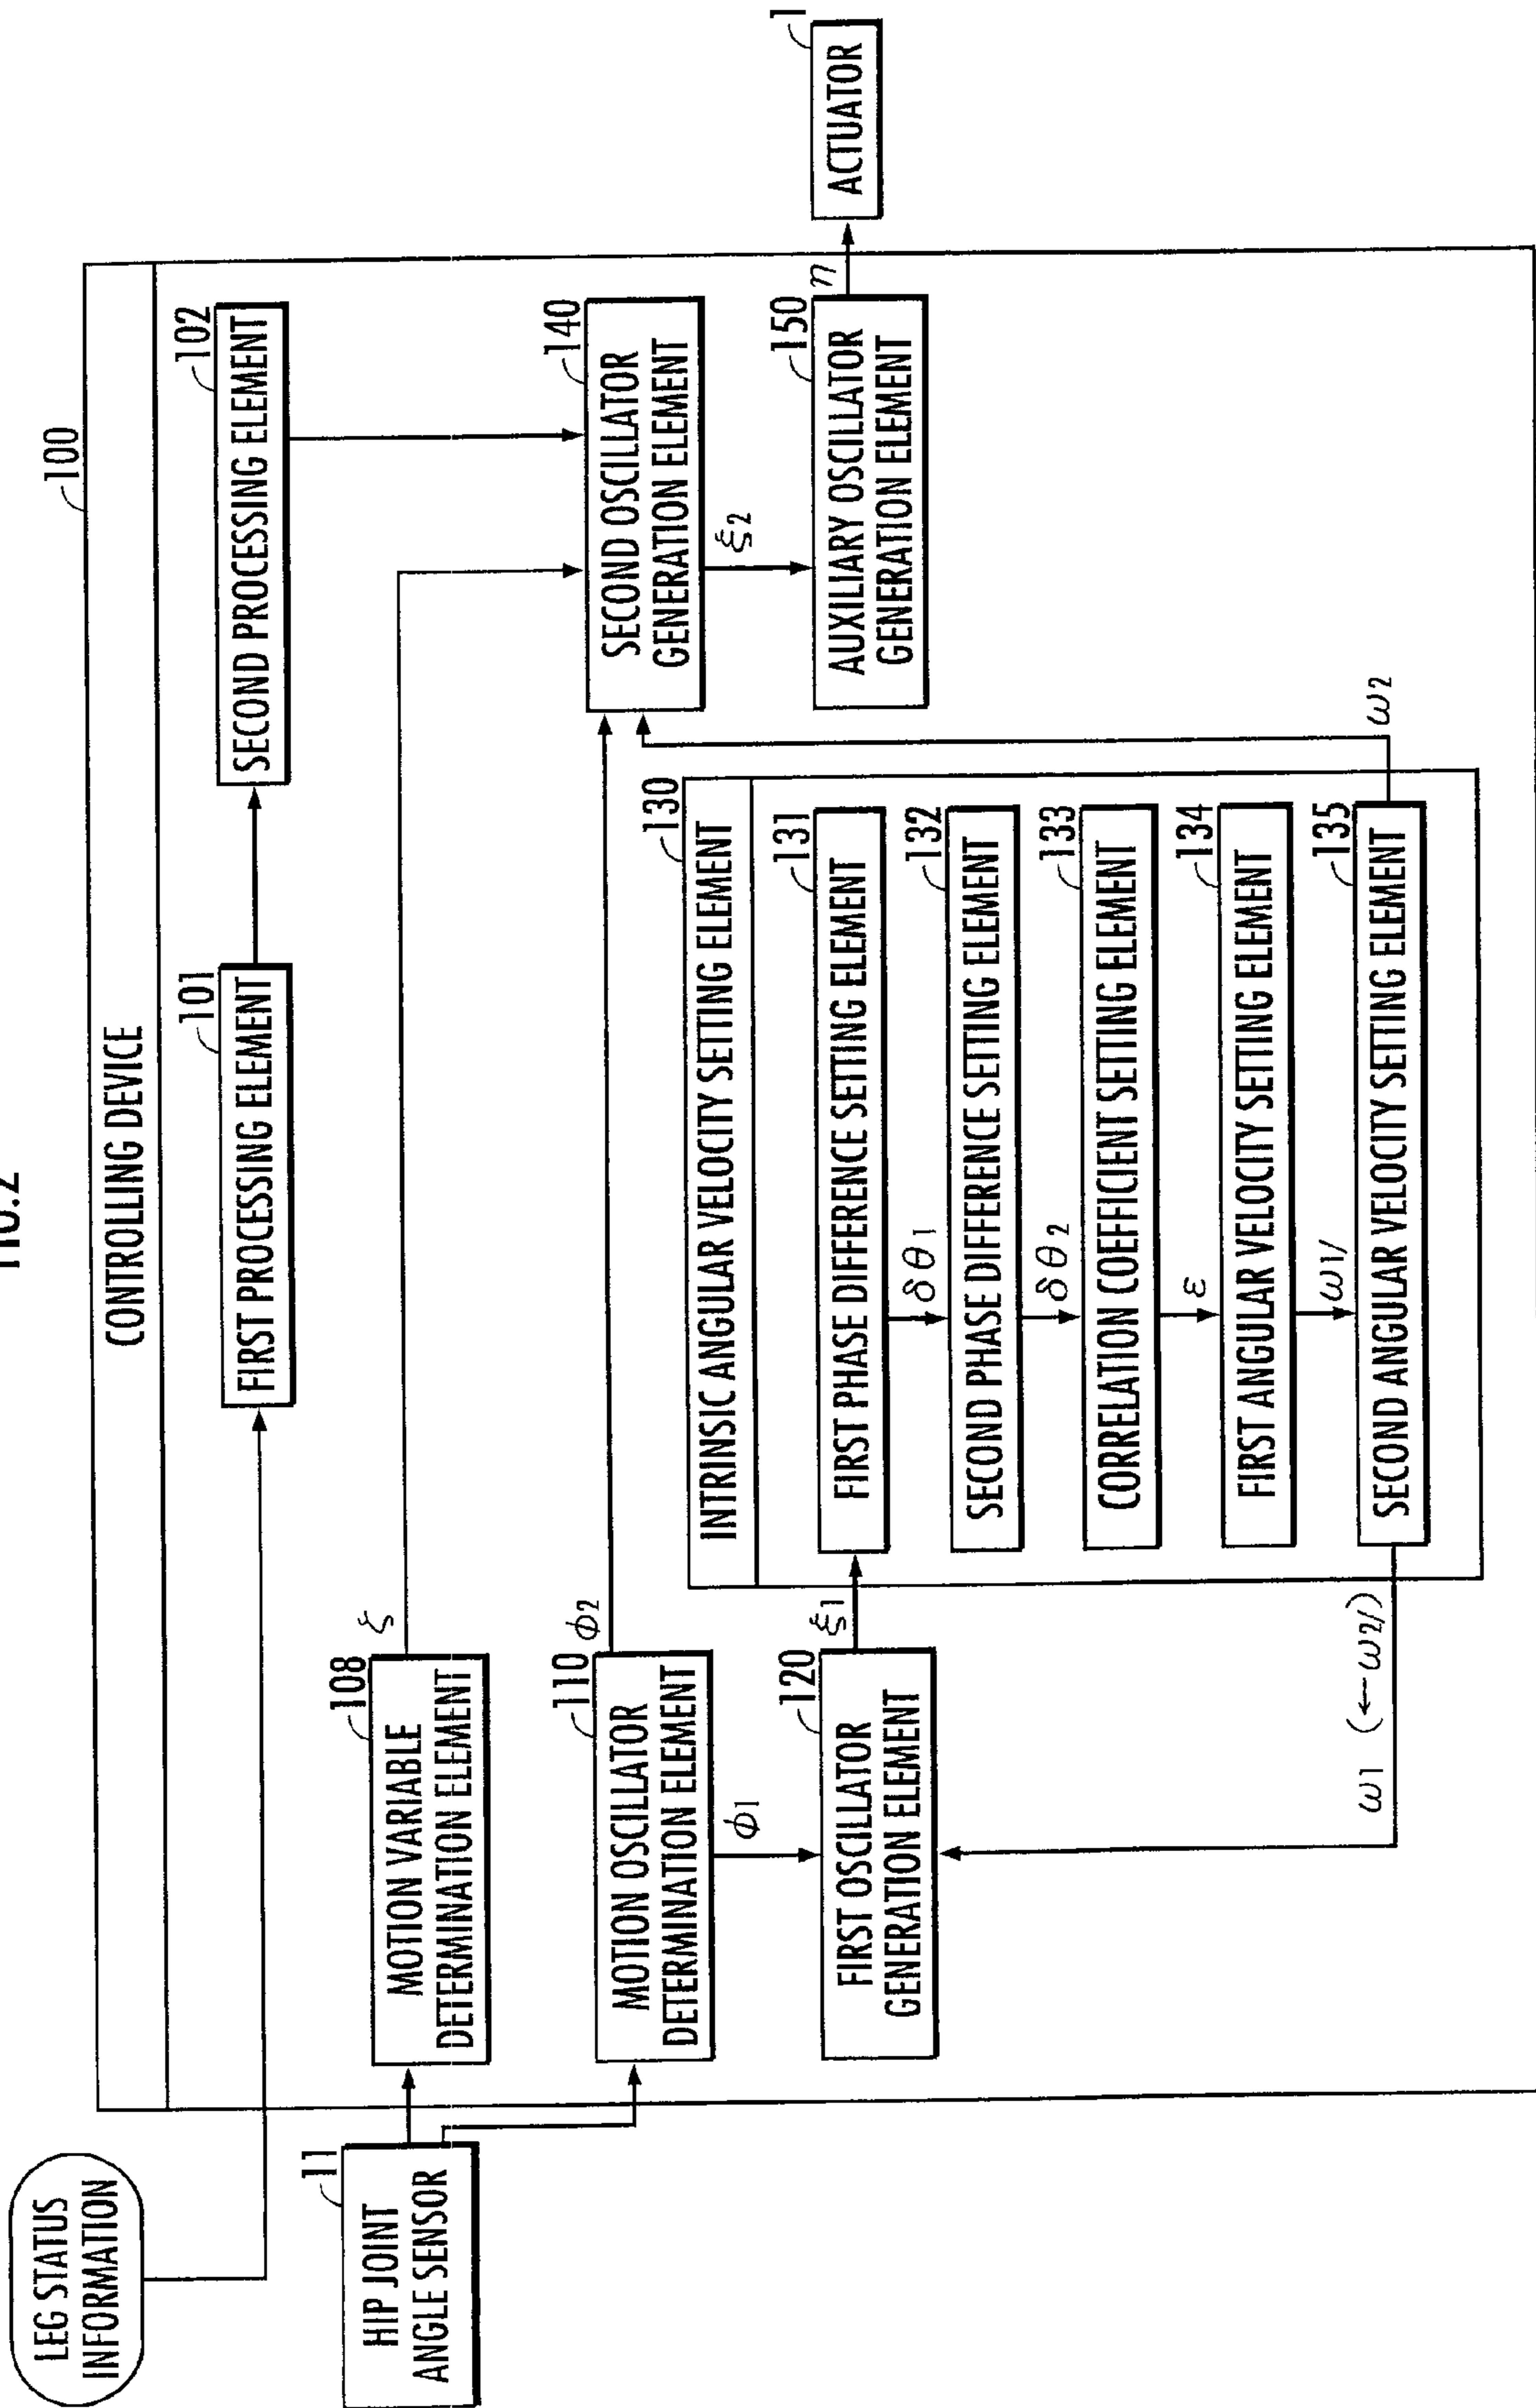 FIG.2
LEG STATUS
INFORMATION
100
CONTROLLING DEVICE
101
FIRST PROCESSING ELEMENT
102
SECOND PROCESSING ELEMENT
11
HIP JOINT
ANGLE SENSOR
108
MOTION VARIABLE
DETERMINATION ELEMENT
ζ
110
MOTION OSCILLATOR
DETERMINATION ELEMENT
ϕ2
ϕ1
140
SECOND OSCILLATOR
GENERATION ELEMENT
ξ2
120
FIRST OSCILLATOR
GENERATION ELEMENT
ξ1
130
INTRINSIC ANGULAR VELOCITY SETTING ELEMENT
131
FIRST PHASE DIFFERENCE SETTING ELEMENT
δθ1
132
SECOND PHASE DIFFERENCE SETTING ELEMENT
δθ2
133
CORRELATION COEFFICIENT SETTING ELEMENT
ε
134
FIRST ANGULAR VELOCITY SETTING ELEMENT
ω1/
135
SECOND ANGULAR VELOCITY SETTING ELEMENT
ω1 (←ω2/)
ω2
150
AUXILIARY OSCILLATOR
GENERATION ELEMENT
η
1
ACTUATOR